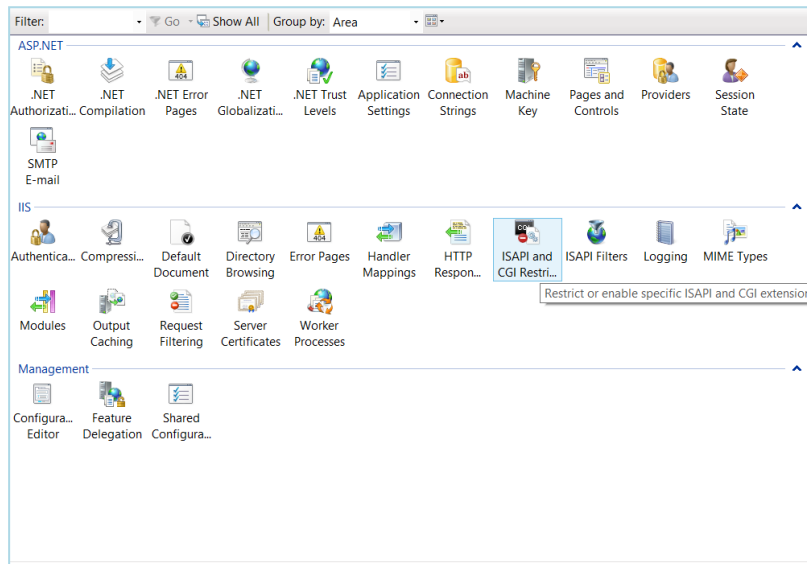 Filter: Go Show All Group by: Area
ASP.NET
.NET Authorizati...
.NET Compilation
.NET Error Pages
.NET Globalizati...
.NET Trust Levels
Application Settings
Connection Strings
Machine Key
Pages and Controls
Providers
Session State
SMTP E-mail
IIS
Authentica...
Compressi...
Default Document
Directory Browsing
404
Error Pages
Handler Mappings
HTTP Respon...
CGI
ISAPI and CGI Restri...
ISAPI Filters
Logging
MIME Types
Restrict or enable specific ISAPI and CGI extension
Modules
Output Caching
Request Filtering
Server Certificates
Worker Processes
Management
Configura... Editor
Feature Delegation
Shared Configura...